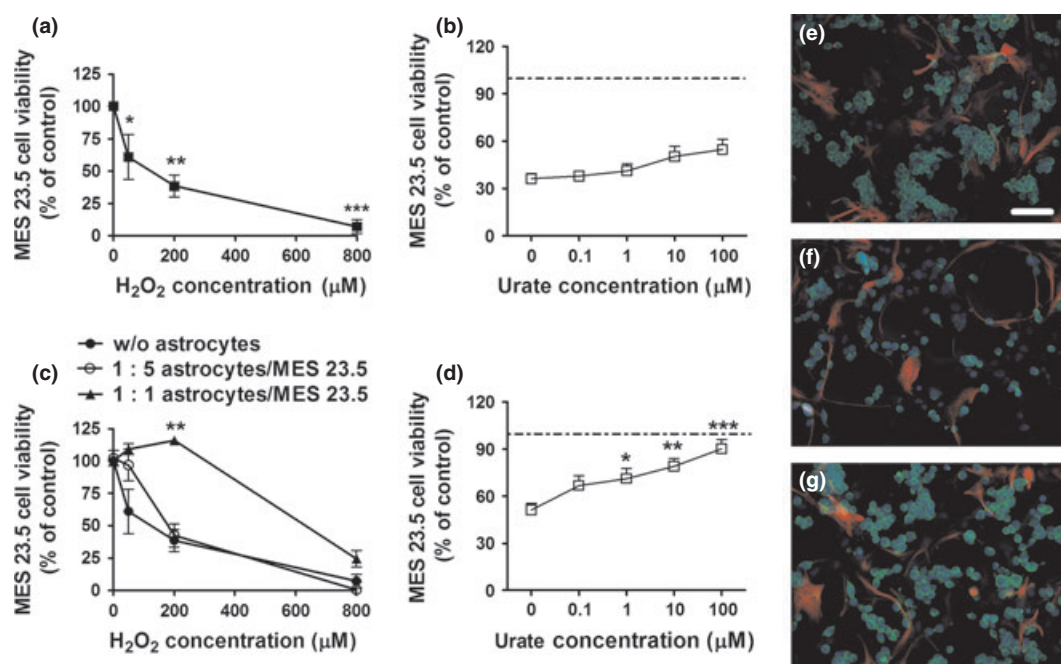 (a)
MES 23.5 cell viability
(% of control)
125
100
75
50
25
0
*
**
***
0
200
400
600
800
H₂O₂ concentration (μM)
(b)
MES 23.5 cell viability
(% of control)
120
90
60
30
0
0
0.1
1
10
100
Urate concentration (μM)
w/o astrocytes
1 : 5 astrocytes/MES 23.5
1 : 1 astrocytes/MES 23.5
(c)
MES 23.5 cell viability
(% of control)
125
100
75
50
25
0
**
0
200
400
600
800
H₂O₂ concentration (μM)
(d)
MES 23.5 cell viability
(% of control)
120
90
60
30
0
*
**
***
0
0.1
1
10
100
Urate concentration (μM)
(e)
(f)
(g)